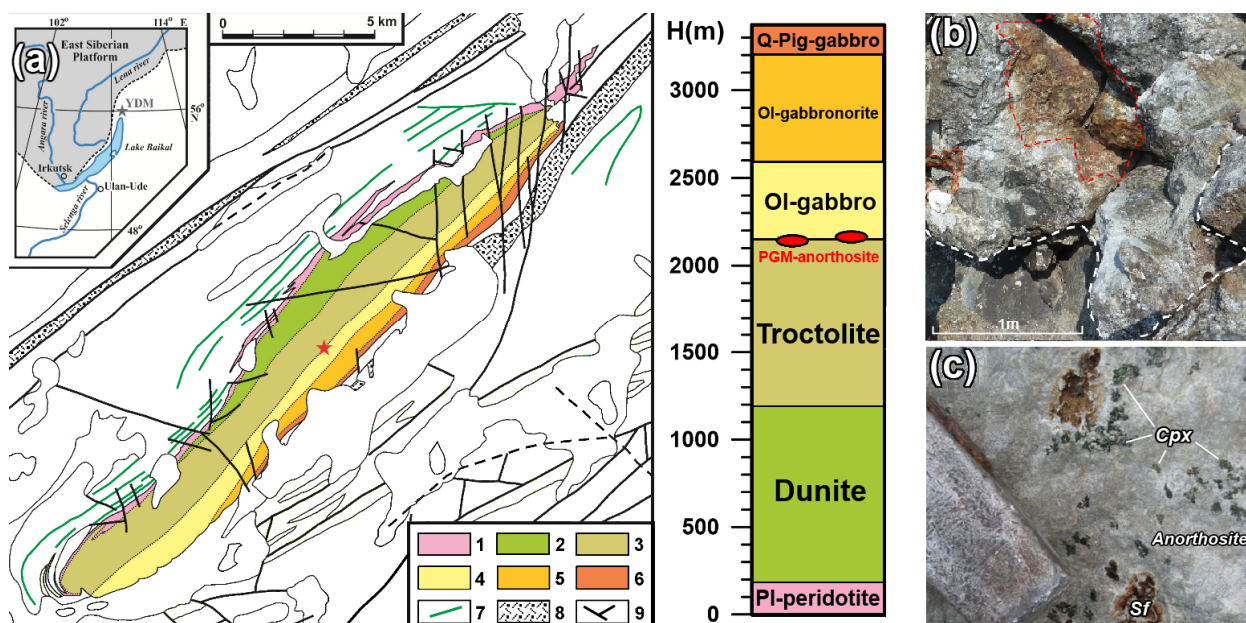 (a)
102°
114°
E
East Siberian
Platform
Lena river
Angara river
YDM
56°
N
Lake Baikal
Irkutsk
Ulan-Ude
Selenga river
48°
0
5 km
1
2
3
4
5
6
7
8
9
H(m)
3000
2500
2000
1500
1000
500
0
Q-Pig-gabbro
Ol-gabbronorite
Ol-gabbro
PGM-anorthosite
Troctolite
Dunite
Pl-peridotite
(b)
1m
(c)
Cpx
Anorthosite
Sf